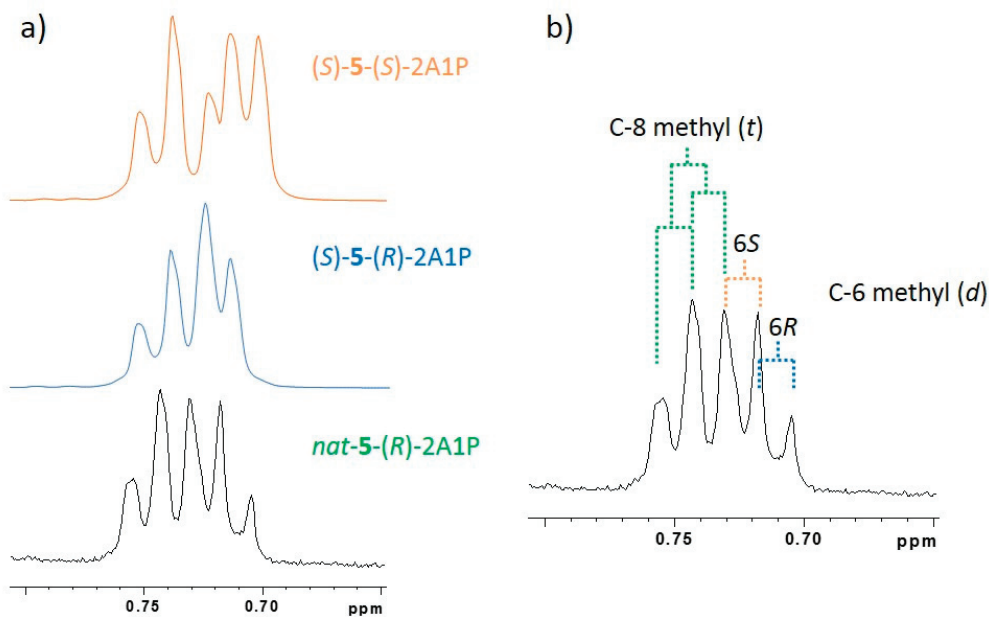 a)
(S)-5-(S)-2A1P
(S)-5-(R)-2A1P
nat-5-(R)-2A1P
0.75 0.70 ppm
b)
C-8 methyl (t)
6S
C-6 methyl (d)
6R
0.75 0.70 ppm